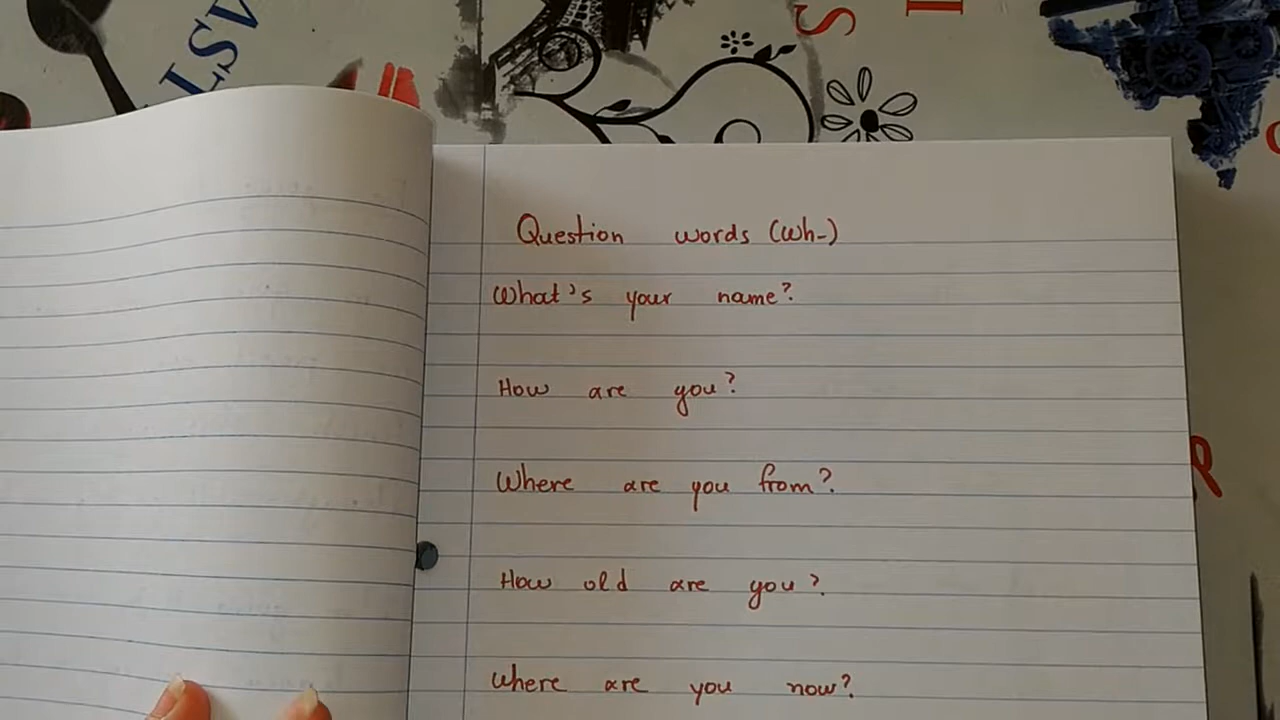 LSV
S
I
Question words (wh-)
What's your name?
How are you?
Where are you from?
R
How old are you?
where are you now?